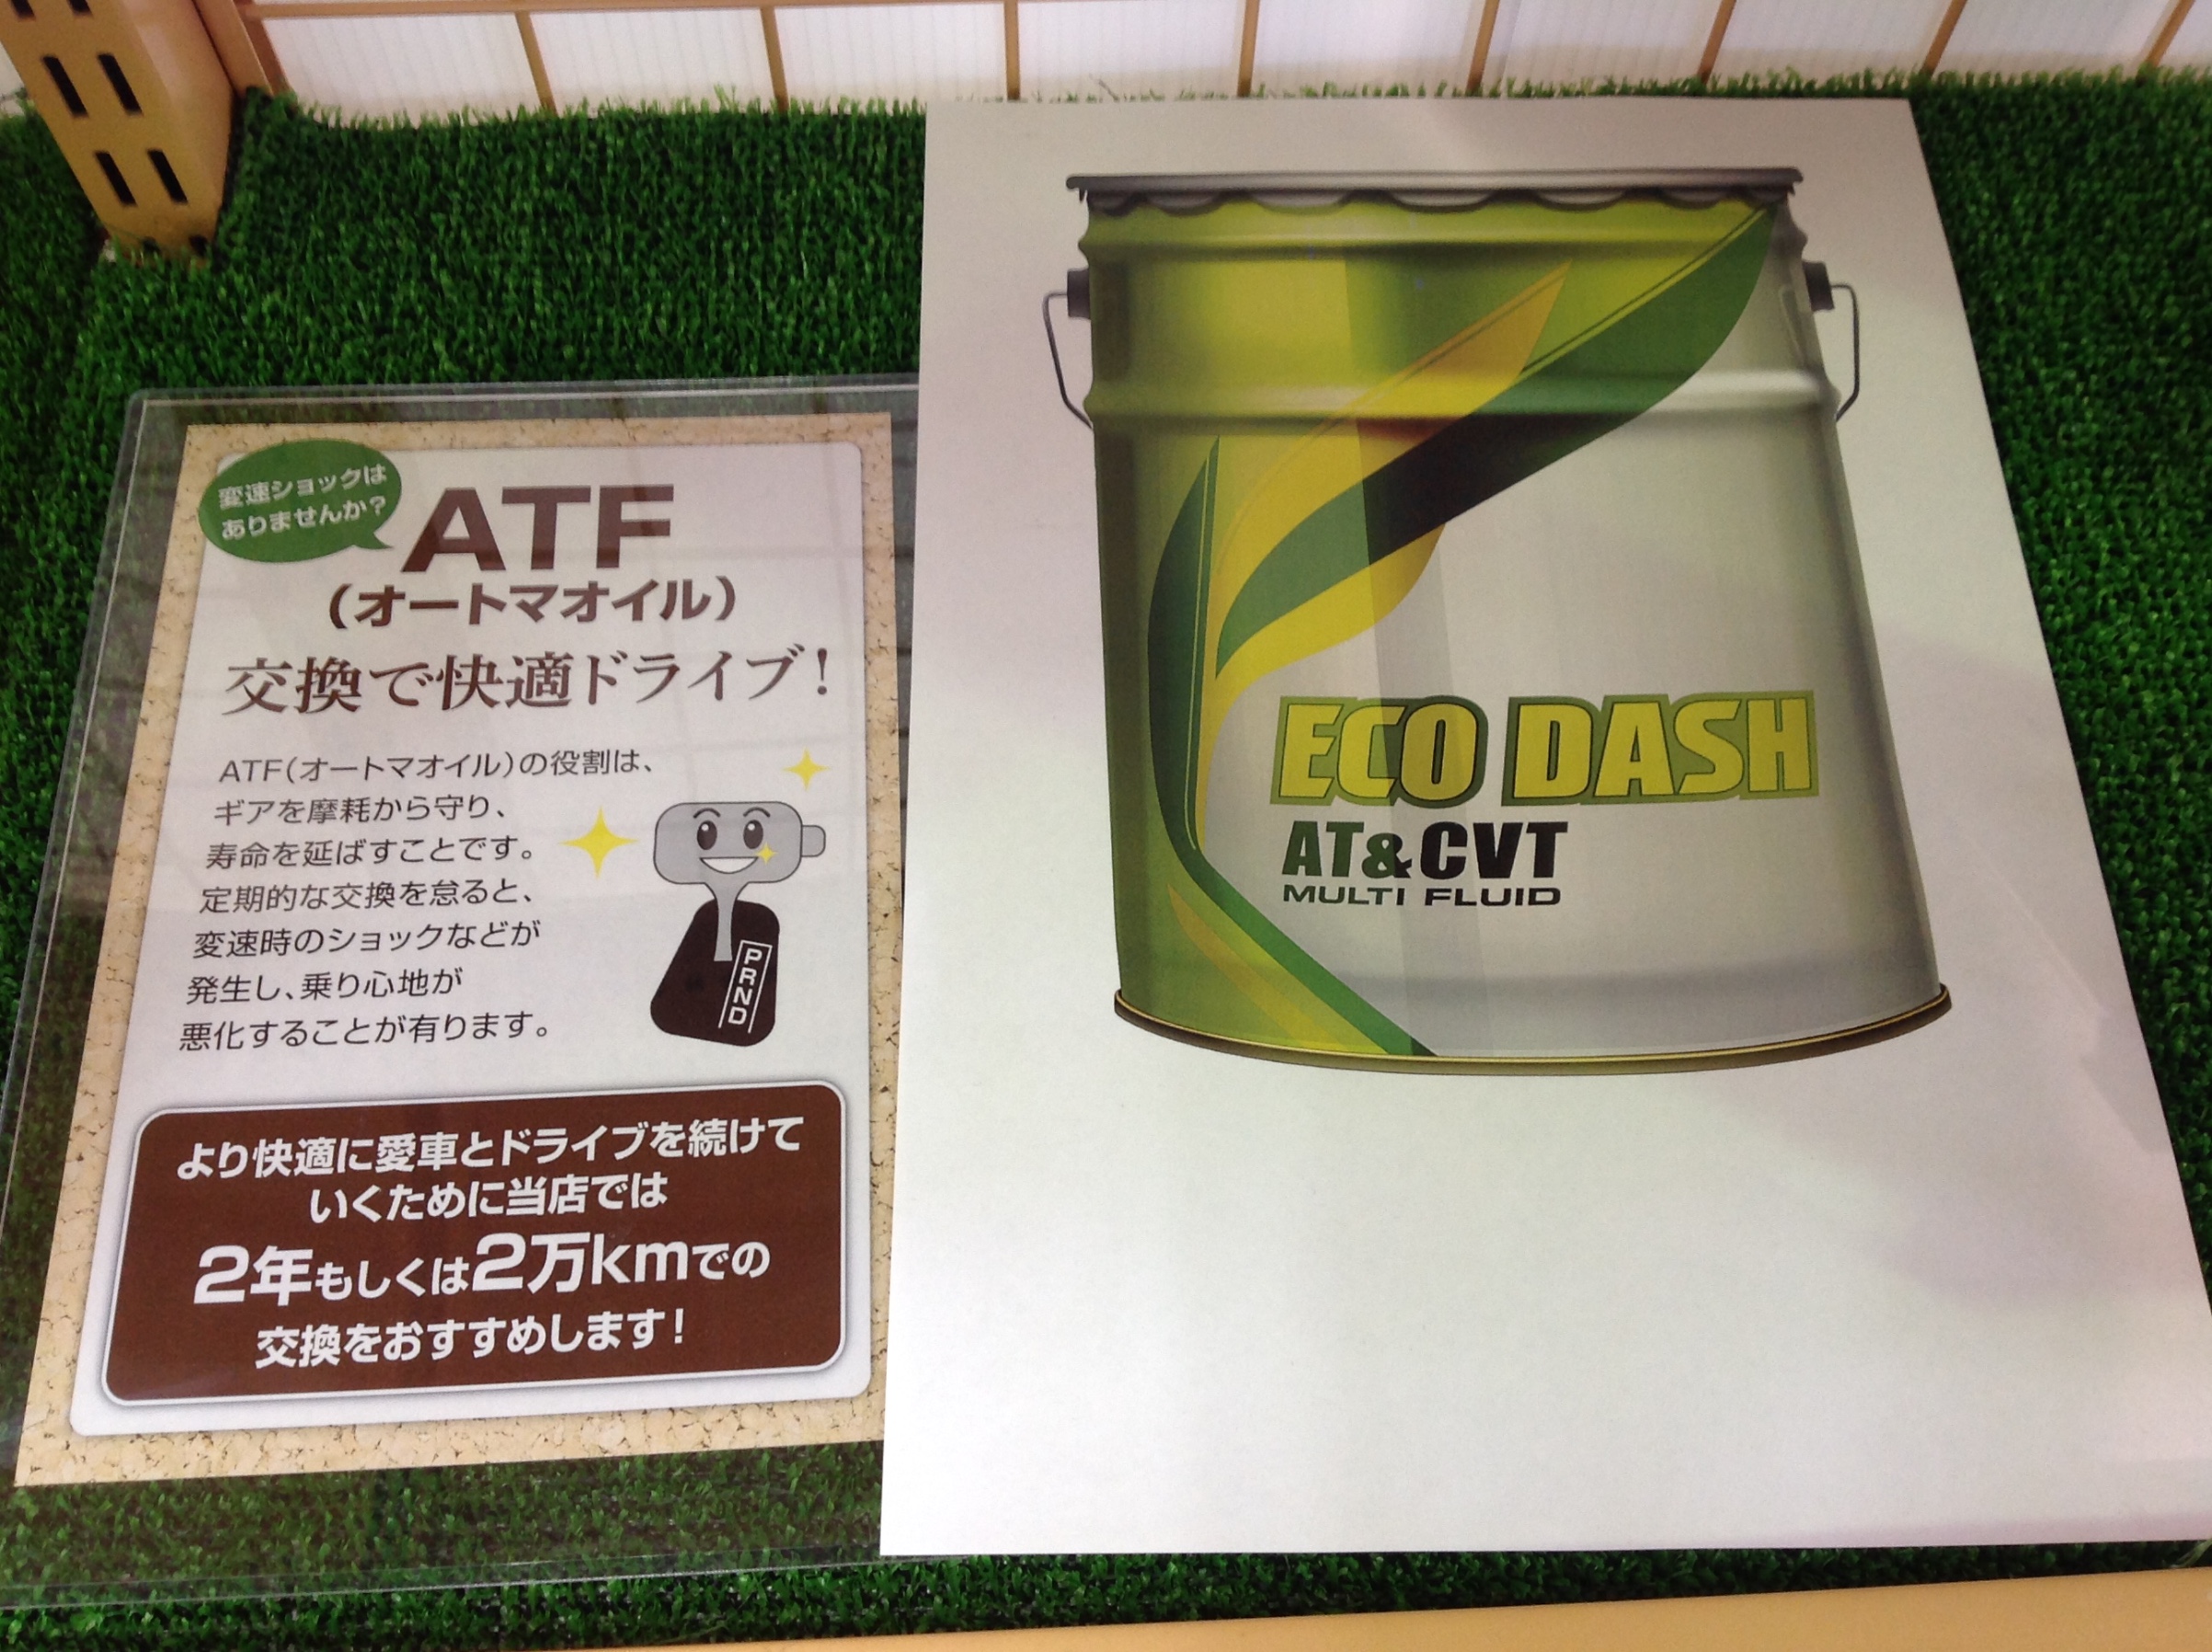 変速ショックは
ありませんか?
ATF
(オートマオイル)
交換で快適ドライブ!
ATF(オートマオイル)の役割は、
ギアを摩耗から守り、
寿命を延ばすことです。
定期的な交換を怠ると、
変速時のショックなどが
発生し、乗り心地が
悪化することが有ります。
P
R
N
D
より快適に愛車とドライブを続けて
いくために当店では
2年もしくは2万kmでの
交換をおすすめします!
ECO DASH
AT&CVT
MULTI FLUID